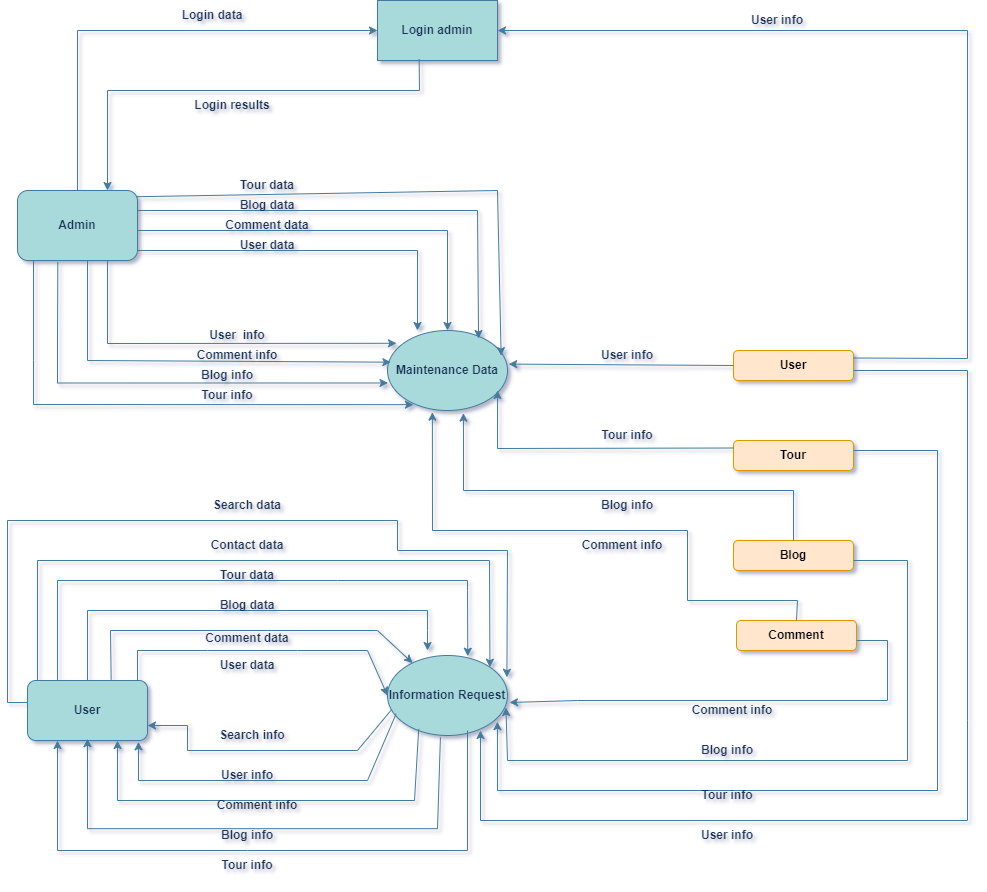 Login data
User info
Login admin
Login results
Tour data
Blog data
Admin
Comment data
User data
User  info
Comment info
Blog info
Tour info
Maintenance Data
User info
User
Tour info
Tour
Blog info
Comment info
Blog
Comment
Search data
Contact data
Tour data
Blog data
Comment data
User data
User
Information Request
Search info
User info
Comment info
Blog info
Tour info
Comment info
Blog info
Tour info
User info